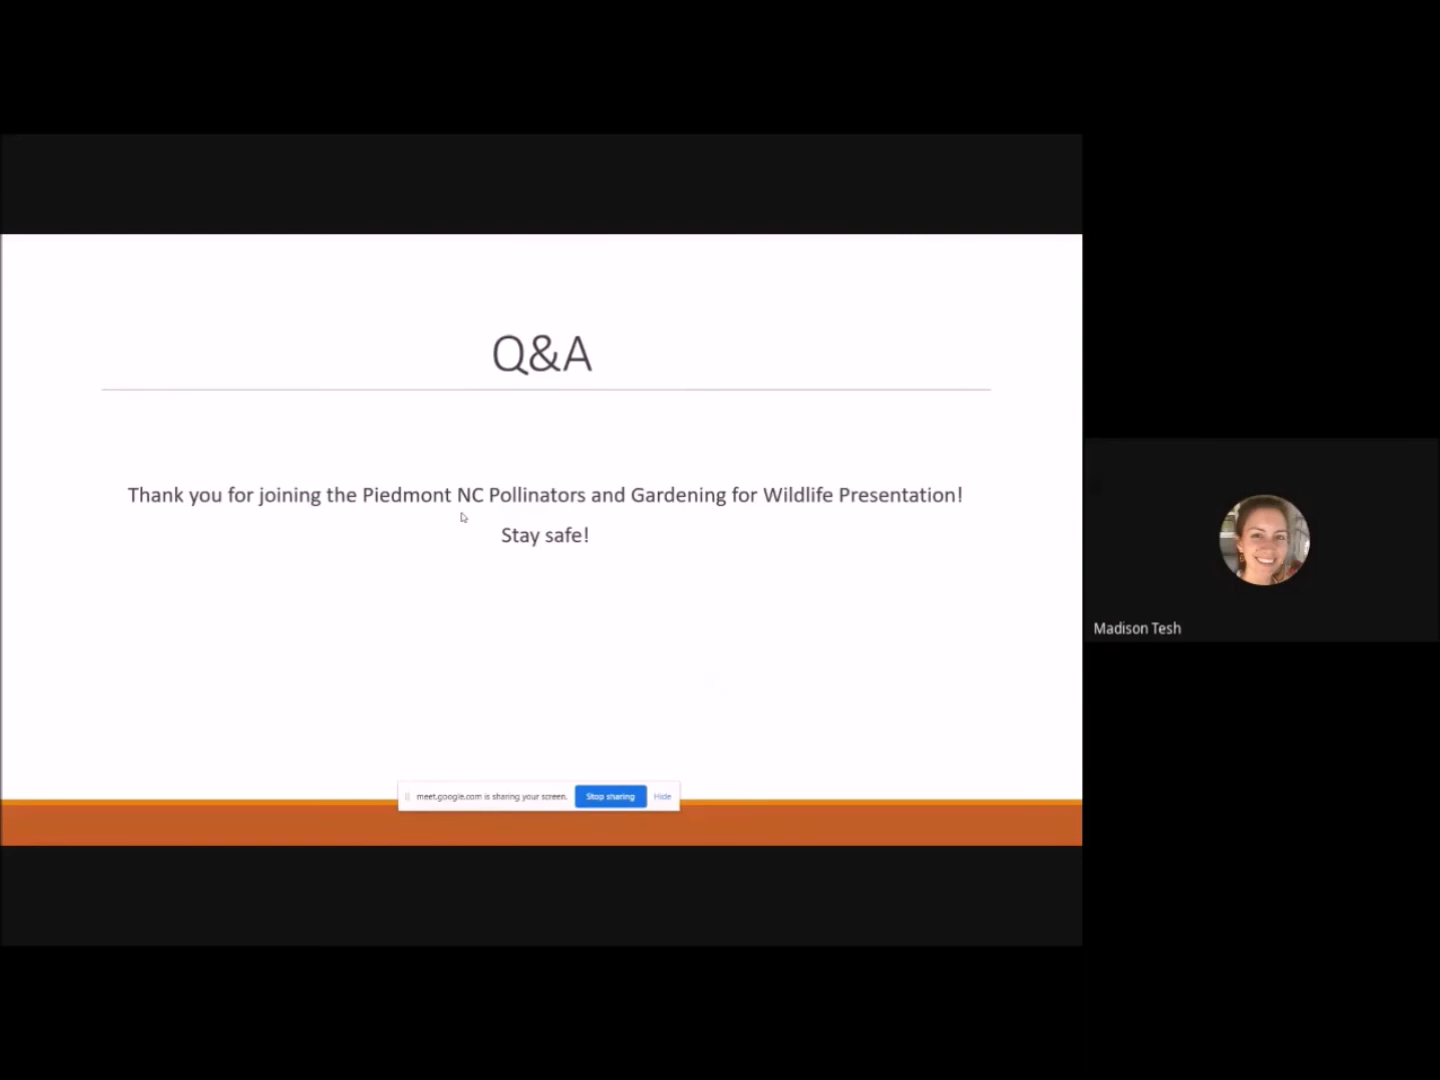 Q&A
Thank you for joining the Piedmont NC Pollinators and Gardening for Wildlife Presentation!
Stay safe!
meet.google.com is sharing your screen.
Stop sharing
Hide
Madison Tesh